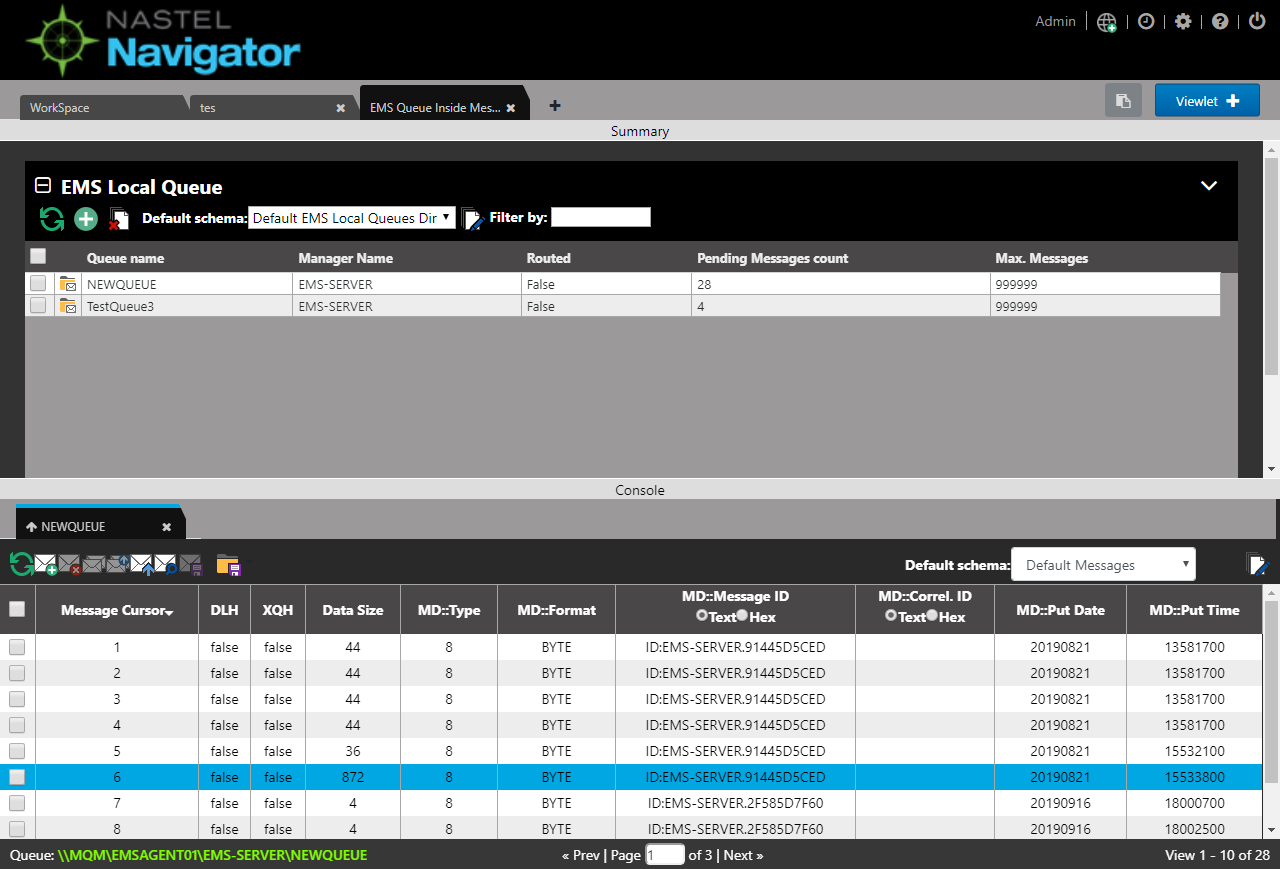 NASTEL
Navigator
Admin
WorkSpace
tes
EMS Queue Inside Mes...
Viewlet
Summary
EMS Local Queue
Default schema: Default EMS Local Queues Dir Filter by:
Queue name Manager Name Routed Pending Messages count Max. Messages
NEWQUEUE EMS-SERVER False 28 999999
TestQueue3 EMS-SERVER False 4 999999
Console
NEWQUEUE
Default schema: Default Messages
Message Cursor DLH XQH Data Size MD::Type MD::Format MD::Message ID Text Hex MD::Correl. ID Text Hex MD::Put Date MD::Put Time
1 false false 44 8 BYTE ID:EMS-SERVER.91445D5CED 20190821 13581700
2 false false 44 8 BYTE ID:EMS-SERVER.91445D5CED 20190821 13581700
3 false false 44 8 BYTE ID:EMS-SERVER.91445D5CED 20190821 13581700
4 false false 44 8 BYTE ID:EMS-SERVER.91445D5CED 20190821 13581700
5 false false 36 8 BYTE ID:EMS-SERVER.91445D5CED 20190821 15532100
6 false false 872 8 BYTE ID:EMS-SERVER.91445D5CED 20190821 15533800
7 false false 4 8 BYTE ID:EMS-SERVER.2F585D7F60 20190916 18000700
8 false false 4 8 BYTE ID:EMS-SERVER.2F585D7F60 20190916 18002500
Queue: \\MQM\EMSAGENT01\EMS-SERVER\NEWQUEUE « Prev | Page 1 of 3 | Next » View 1 - 10 of 28